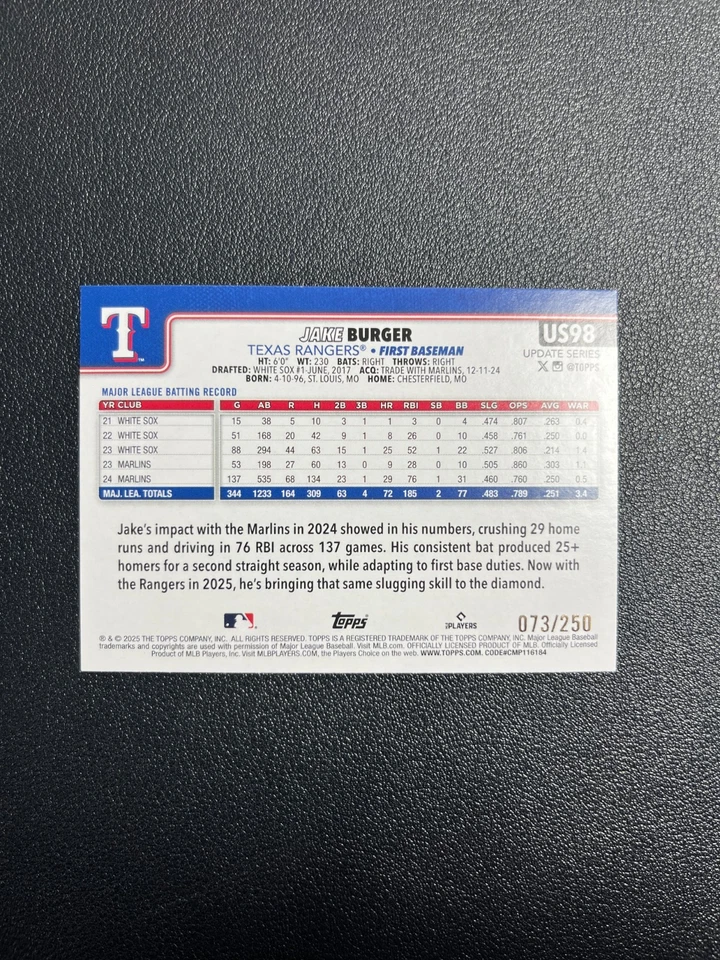 T
TM
JAKE BURGER
US98
TEXAS RANGERS® • FIRST BASEMAN
UPDATE SERIES
HT: 6'0" WT: 230 BATS: RIGHT THROWS: RIGHT
X @TOPPS
DRAFTED: WHITE SOX #1-JUNE, 2017 ACQ: TRADE WITH MARLINS, 12-11-24
BORN: 4-10-96, ST. LOUIS, MO HOME: CHESTERFIELD, MO
MAJOR LEAGUE BATTING RECORD
YR CLUB G AB R H 2B 3B HR RBI SB BB SLG OPS AVG WAR
21 WHITE SOX 15 38 5 10 3 1 1 3 0 4 .474 .807 .263 0.4
22 WHITE SOX 51 168 20 42 9 1 8 26 0 10 .458 .761 .250 0.0
23 WHITE SOX 88 294 44 63 15 1 25 52 1 22 .527 .806 .214 1.4
23 MARLINS 53 198 27 60 13 0 9 28 0 10 .505 .860 .303 1.1
24 MARLINS 137 535 68 134 23 1 29 76 1 31 .460 .760 .250 0.5
MAJ. LEA. TOTALS 344 1233 164 309 63 4 72 185 2 77 .483 .789 .251 3.4
Jake's impact with the Marlins in 2024 showed in his numbers, crushing 29 home
runs and driving in 76 RBI across 137 games. His consistent bat produced 25+
homers for a second straight season, while adapting to first base duties. Now with
the Rangers in 2025, he's bringing that same slugging skill to the diamond.
Topps
PLAYERS
073/250
® & © 2025 THE TOPPS COMPANY, INC. ALL RIGHTS RESERVED. TOPPS IS A REGISTERED TRADEMARK OF THE TOPPS COMPANY, INC. Major League Baseball
trademarks and copyrights are used with permission of Major League Baseball. Visit MLB.com. OFFICIALLY LICENSED PRODUCT OF MLB. Officially Licensed
Product of MLB Players, Inc. Visit MLBPLAYERS.COM, the Players Choice on the web. WWW.TOPPS.COM. CODE#CMP116184